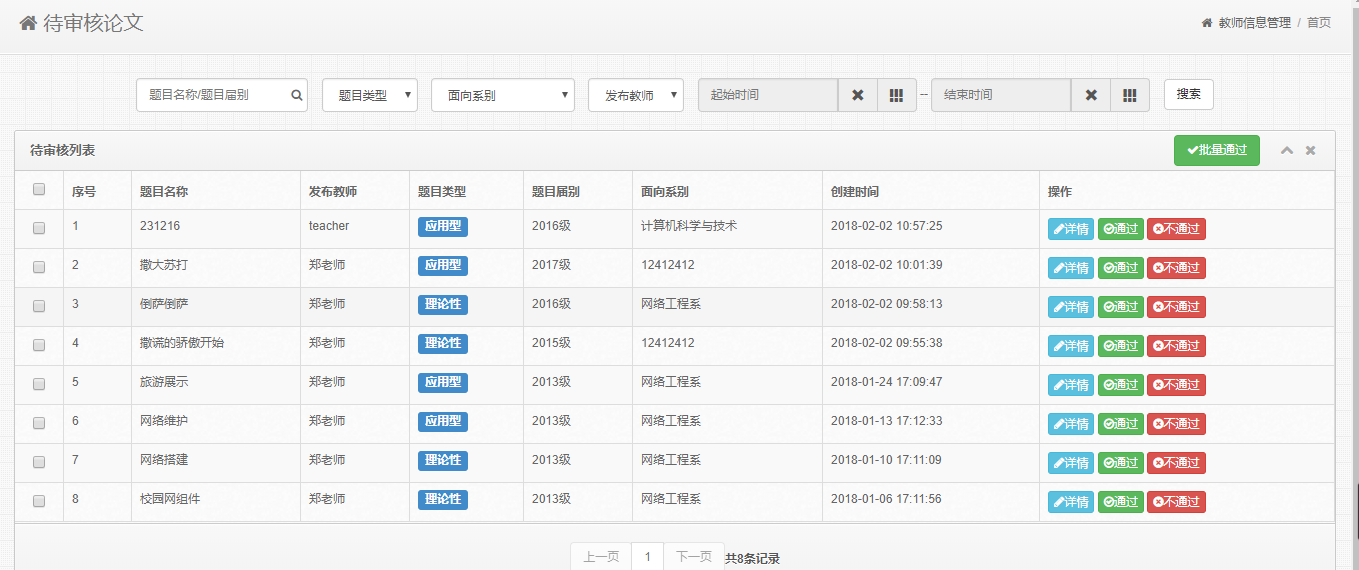 待审核论文
教师信息管理 / 首页
题目名称/题目届别 题目类型 面向系别 发布教师 起始时间 -- 结束时间 搜索
待审核列表 批量通过
序号 题目名称 发布教师 题目类型 题目届别 面向系别 创建时间 操作
1 231216 teacher 应用型 2016级 计算机科学与技术 2018-02-02 10:57:25 详情 通过 不通过
2 撒大苏打 郑老师 应用型 2017级 12412412 2018-02-02 10:01:39 详情 通过 不通过
3 倒萨倒萨 郑老师 理论性 2016级 网络工程系 2018-02-02 09:58:13 详情 通过 不通过
4 撒谎的骄傲开始 郑老师 理论性 2015级 12412412 2018-02-02 09:55:38 详情 通过 不通过
5 旅游展示 郑老师 应用型 2013级 网络工程系 2018-01-24 17:09:47 详情 通过 不通过
6 网络维护 郑老师 应用型 2013级 网络工程系 2018-01-13 17:12:33 详情 通过 不通过
7 网络搭建 郑老师 理论性 2013级 网络工程系 2018-01-10 17:11:09 详情 通过 不通过
8 校园网组件 郑老师 理论性 2013级 网络工程系 2018-01-06 17:11:56 详情 通过 不通过
上一页 1 下一页 共8条记录